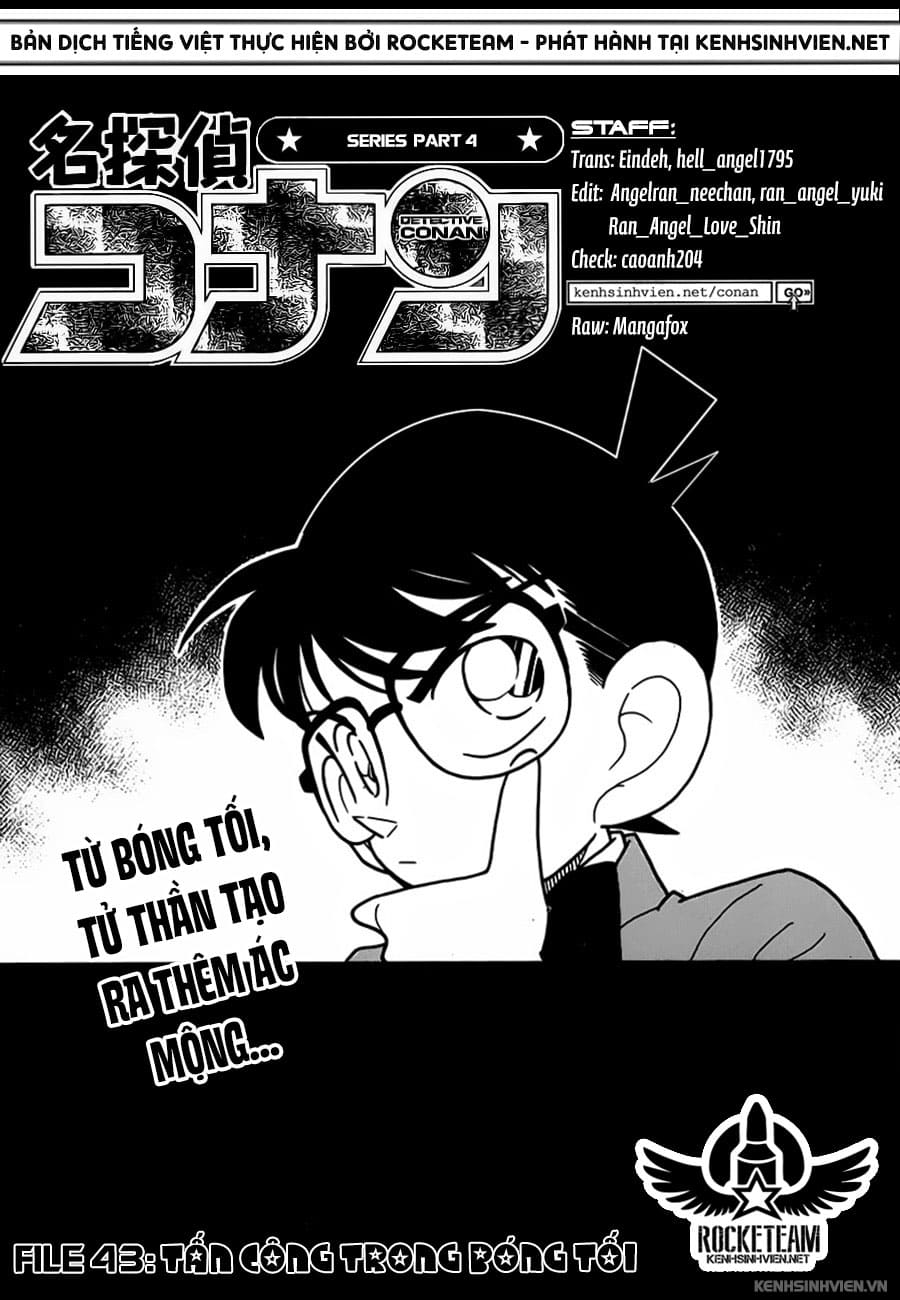 BẢN DỊCH TIẾNG VIỆT THỰC HIỆN BỞI ROCKETEAM - PHÁT HÀNH TẠI KENHSINHVIEN.NET
名探偵
コナン
DETECTIVE
CONAN
★ SERIES PART 4 ★
STAFF:
Trans: Eindeh, hell_angel1795
Edit: Angelran_neechan, ran_angel_yuki
Ran_Angel_Love_Shin
Check: caoanh204
kenhsinhvien.net/conan GO»
Raw: Mangafox
TỪ BÓNG TỐI,
TỬ THẦN TẠO
RA THÊM ÁC
MỘNG...
FILE 43: TẤN CÔNG TRONG BÓNG TỐI
ROCKETEAM
KENHSINHVIEN.NET
KENHSINHVIEN.VN